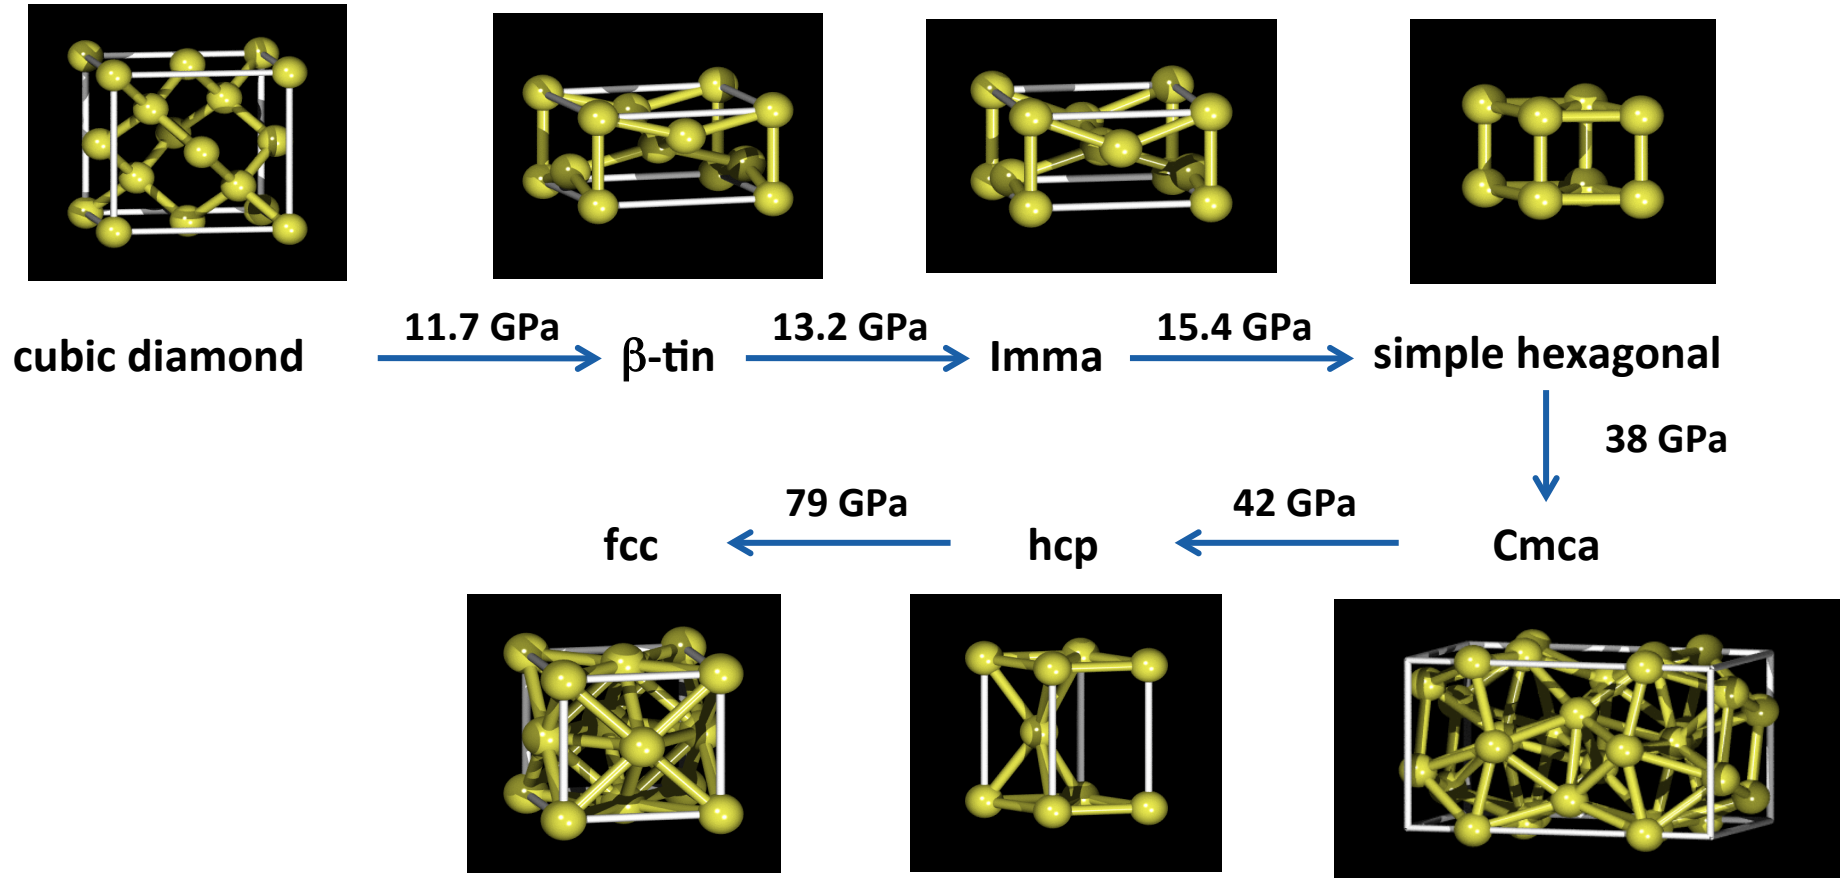 cubic diamond
11.7 GPa
β-tin
13.2 GPa
Imma
15.4 GPa
simple hexagonal
38 GPa
Cmca
42 GPa
hcp
79 GPa
fcc